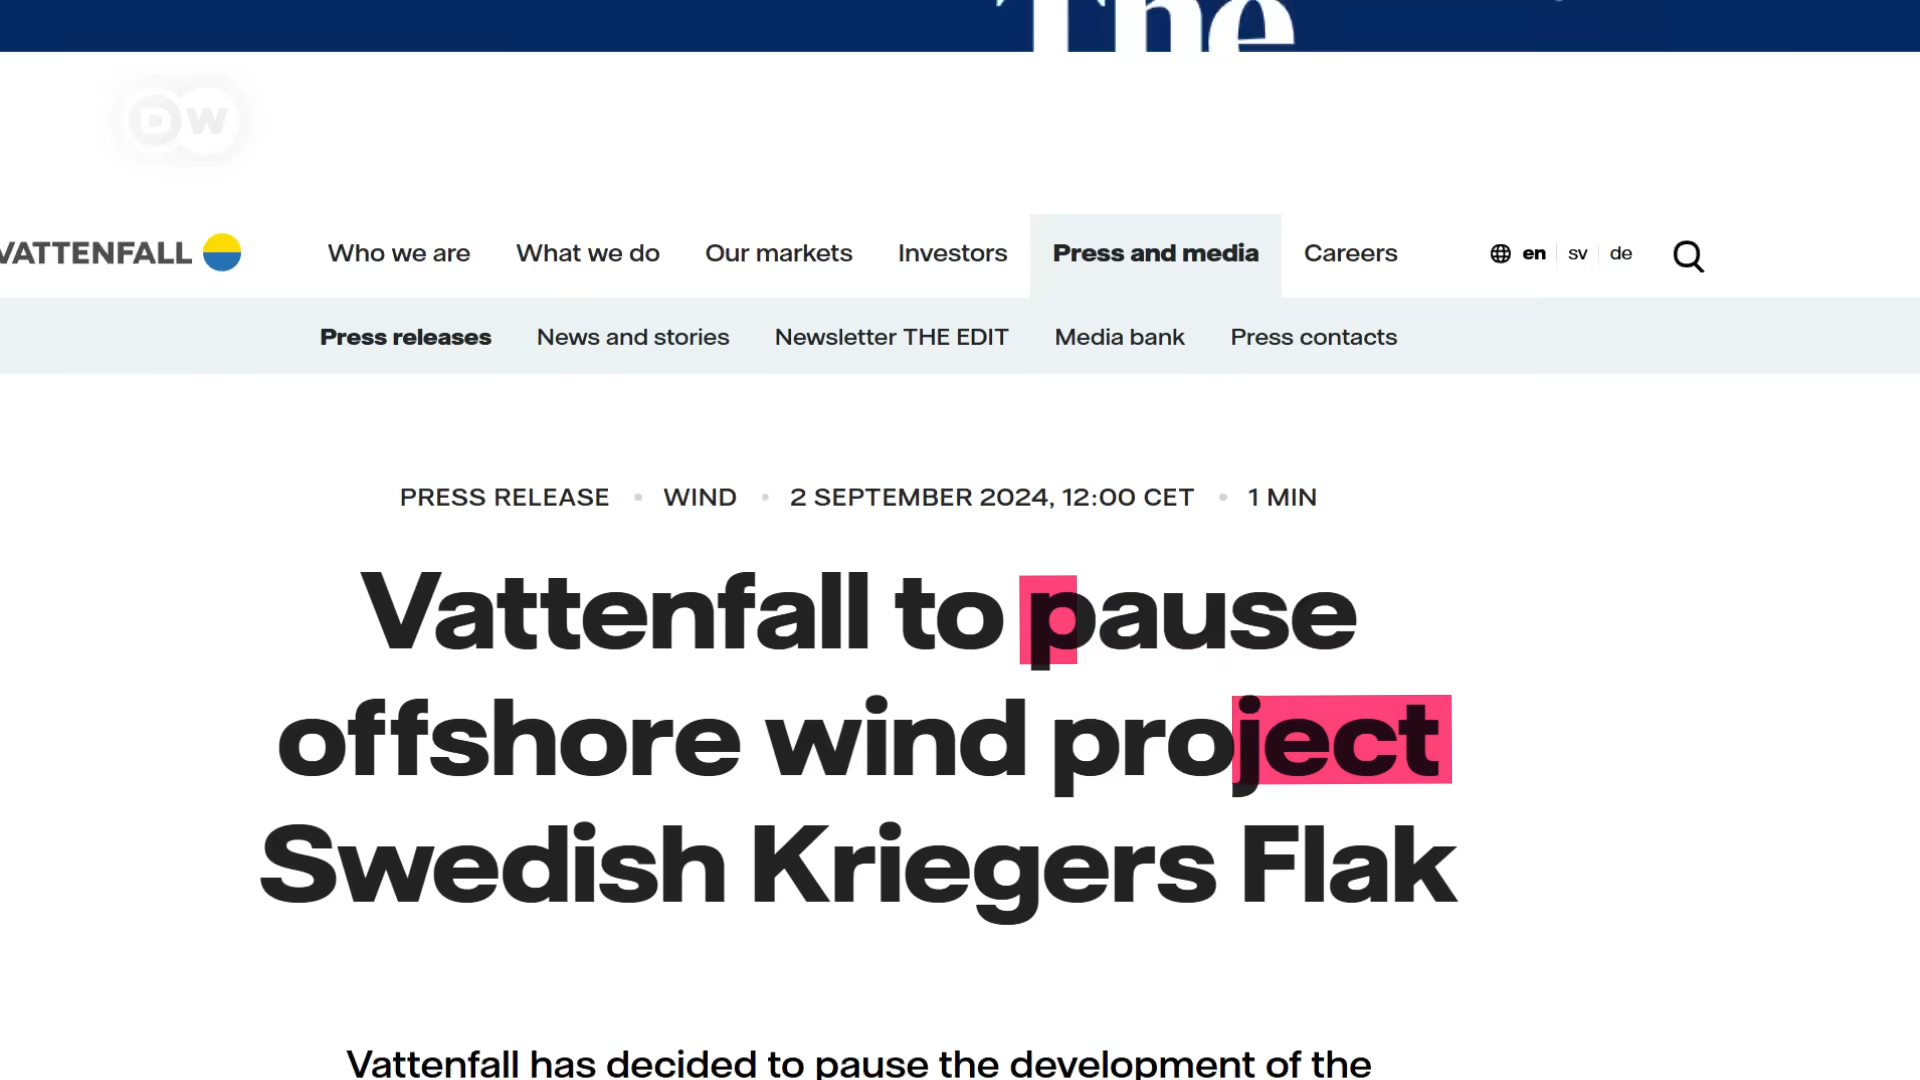 The
DW
VATTENFALL
Who we are What we do Our markets Investors Press and media Careers en sv de
Press releases News and stories Newsletter THE EDIT Media bank Press contacts
PRESS RELEASE • WIND • 2 SEPTEMBER 2024, 12:00 CET • 1 MIN
Vattenfall to pause
offshore wind project
Swedish Kriegers Flak
Vattenfall has decided to pause the development of the